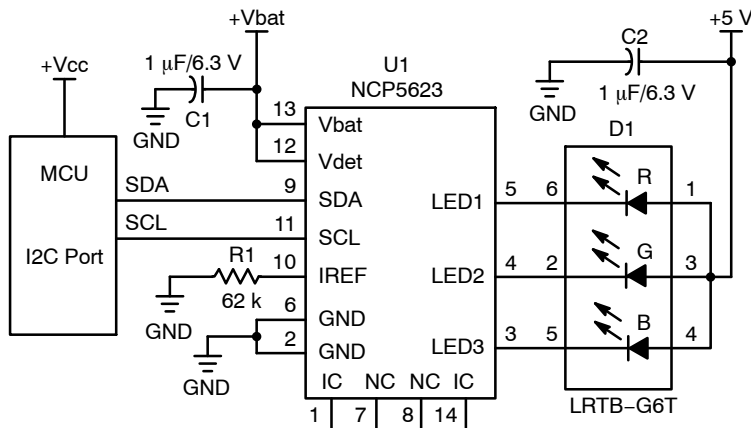 +Vbat
+5 V
1 μF/6.3 V
C1
GND
+Vcc
MCU
I2C Port
SDA
SCL
U1
NCP5623
C2
GND
1 μF/6.3 V
D1
13 Vbat
12 Vdet
9 SDA
11 SCL
R1
62 k
GND
10 IREF
6 GND
2 GND
GND
LED1 5 6 R 1
LED2 4 2 G 3
LED3 3 5 B 4
IC NC NC IC
1 7 8 14
LRTB–G6T